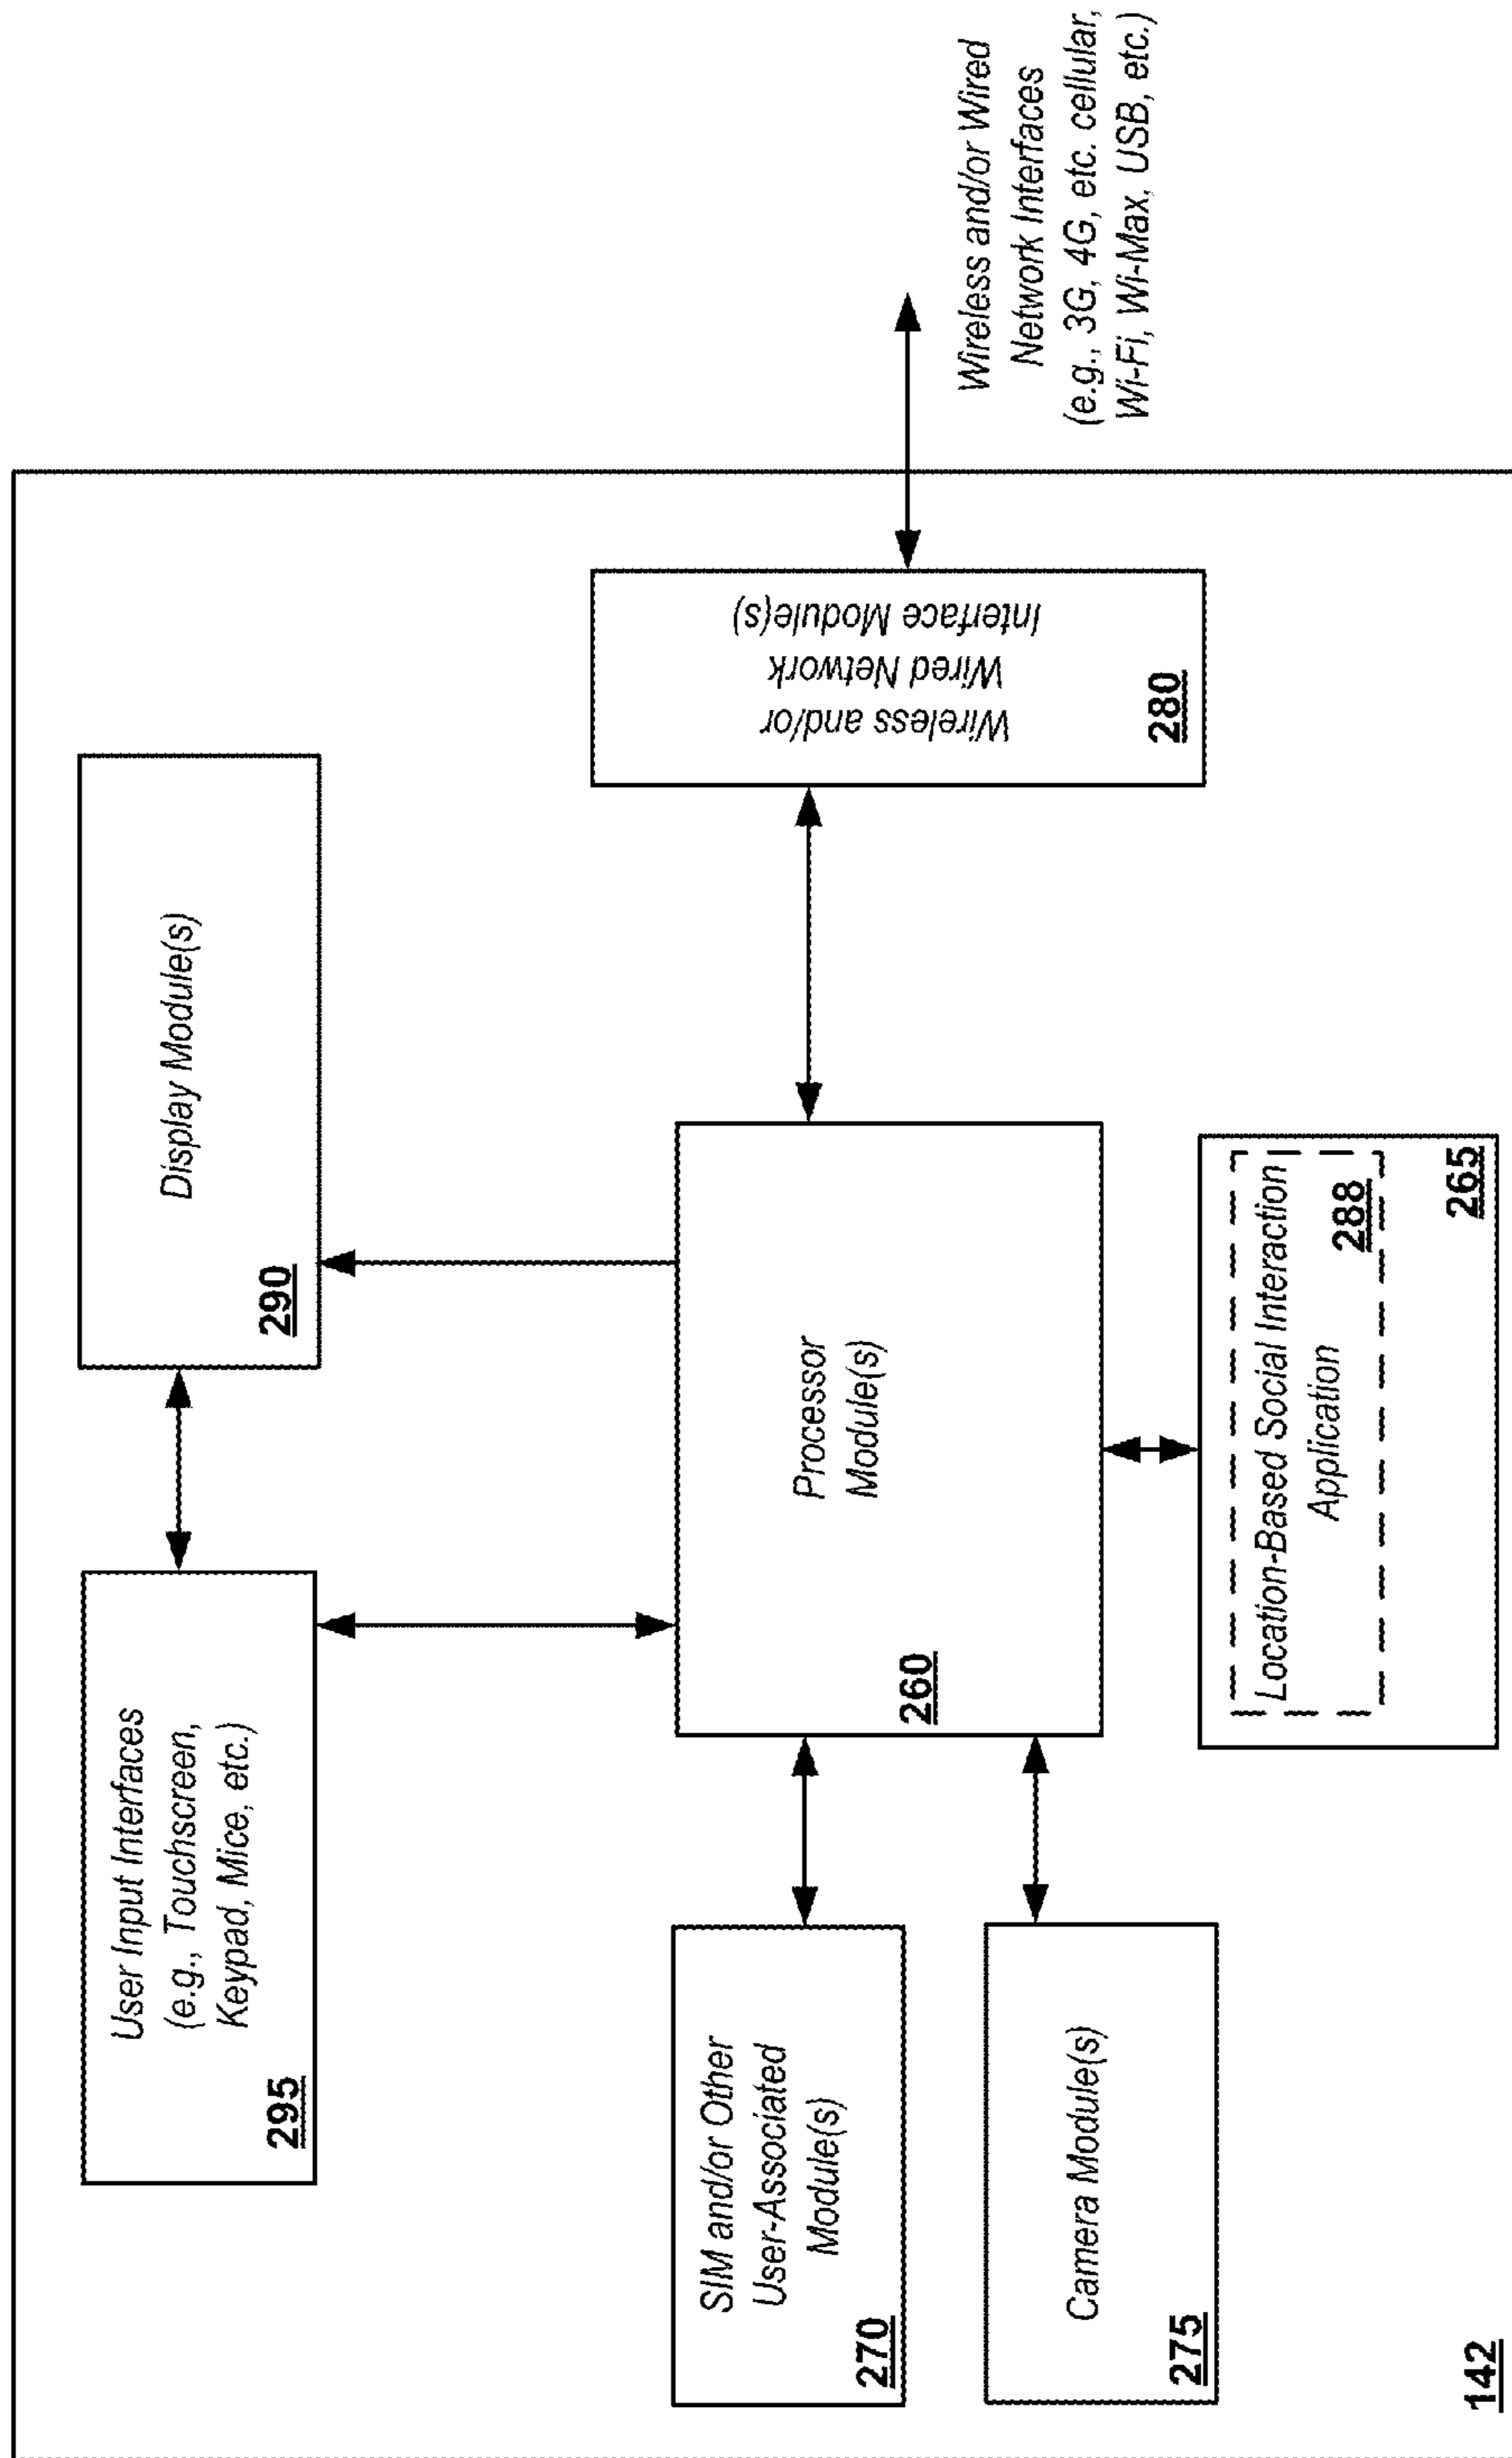 User Input Interfaces
(e.g., Touchscreen,
Keypad, Mice, etc.)
295
Display Module(s)
290
SIM and/or Other
User-Associated
Module(s)
270
Camera Module(s)
275
Processor
Module(s)
260
Wireless and/or
Wired Network
Interface Module(s)
280
Wireless and/or Wired
Network Interfaces
(e.g., 3G, 4G, etc. cellular,
Wi-Fi, Wi-Max, USB, etc.)
Location-Based Social Interaction
Application
288
265
142